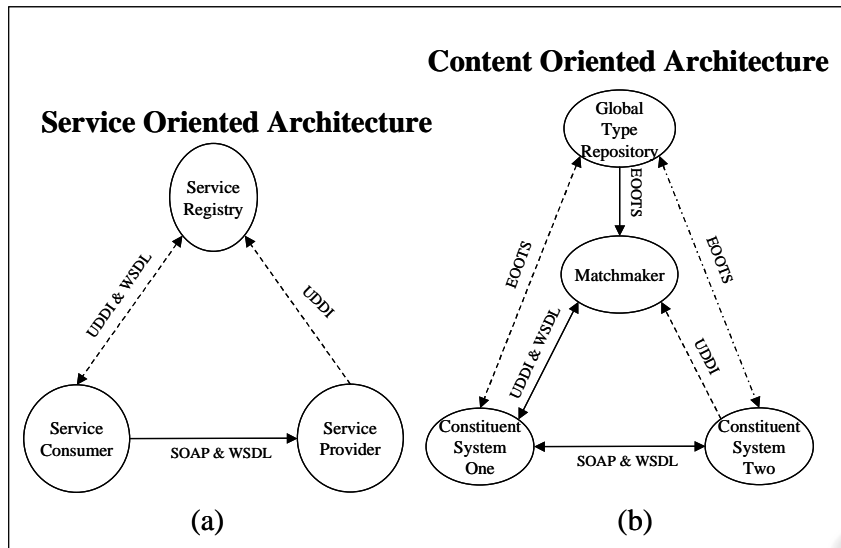 Content Oriented Architecture
Service Oriented Architecture
Global
Type
Repository
EOOTS
Service
Registry
EOOTS
EOOTS
Matchmaker
UDDI & WSDL
UDDI
UDDI & WSDL
UDDI
Service
Consumer
SOAP & WSDL
Service
Provider
Constituent
System
One
SOAP & WSDL
Constituent
System
Two
(a)
(b)